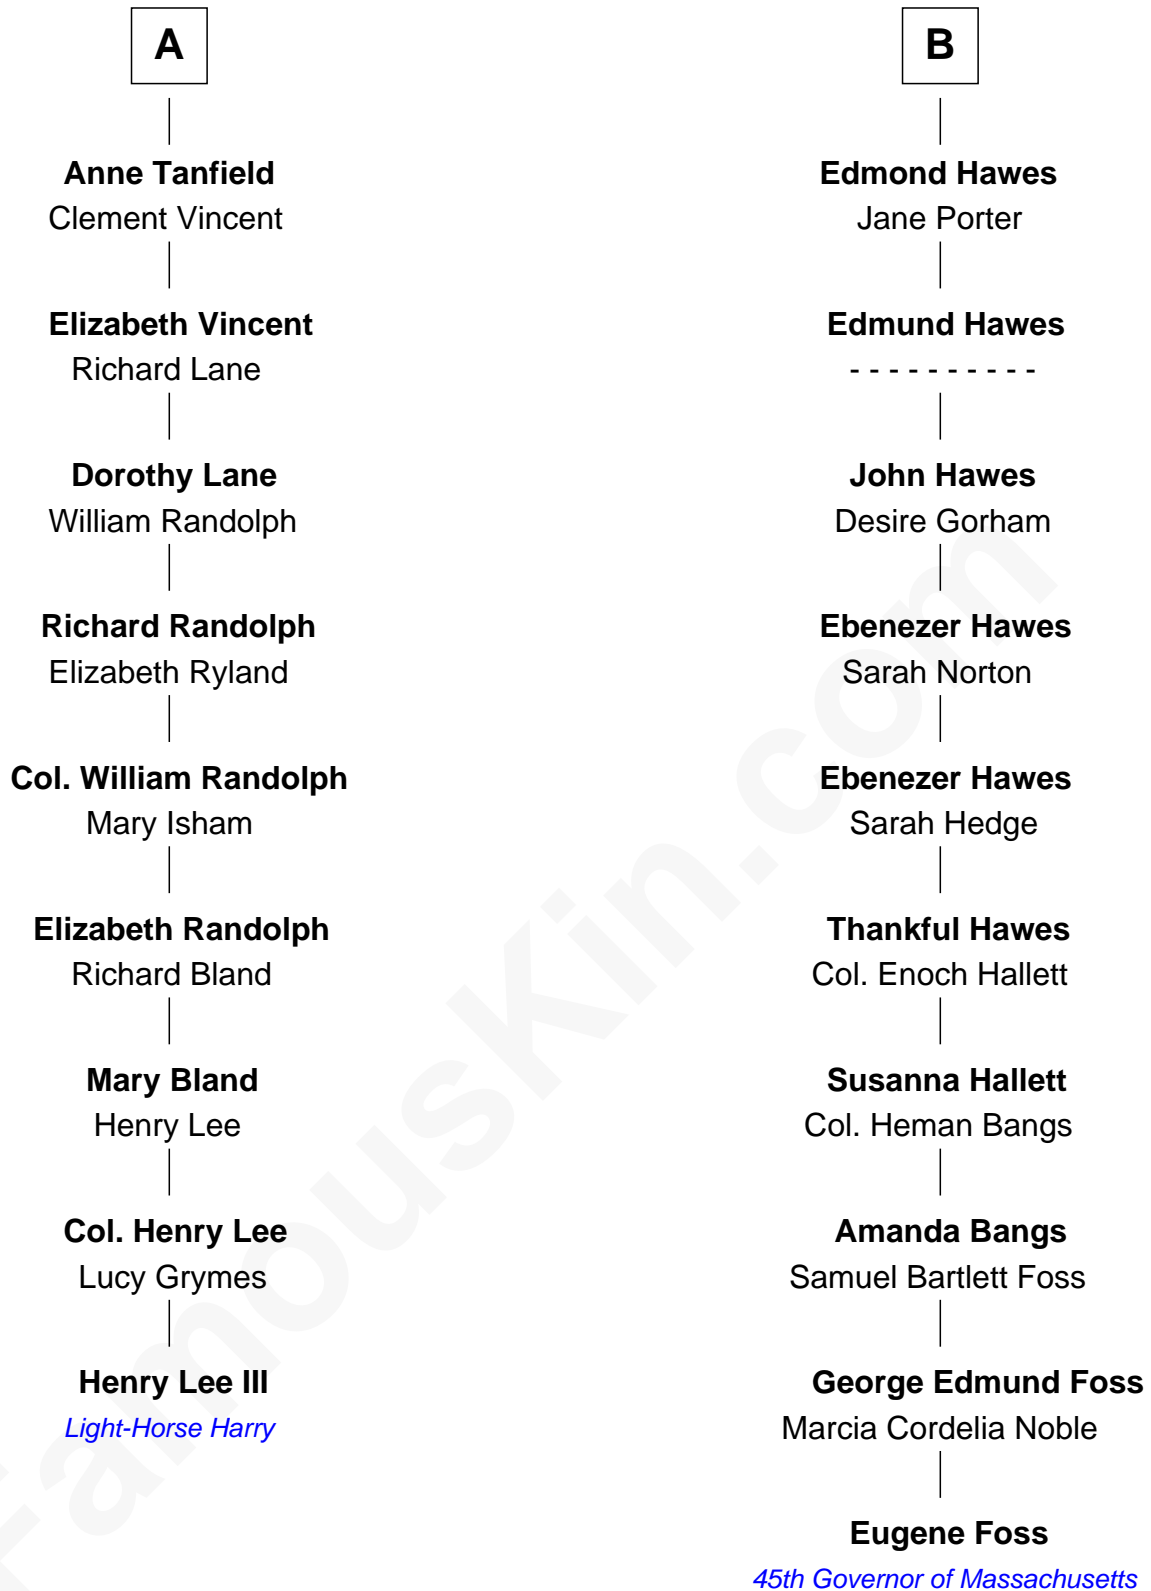 A
Anne Tanfield
Clement Vincent
Elizabeth Vincent
Richard Lane
Dorothy Lane
William Randolph
Richard Randolph
Elizabeth Ryland
Col. William Randolph
Mary Isham
Elizabeth Randolph
Richard Bland
Mary Bland
Henry Lee
Col. Henry Lee
Lucy Grymes
Henry Lee III
Light-Horse Harry
B
Edmond Hawes
Jane Porter
Edmund Hawes
- - - - - - - - - -
John Hawes
Desire Gorham
Ebenezer Hawes
Sarah Norton
Ebenezer Hawes
Sarah Hedge
Thankful Hawes
Col. Enoch Hallett
Susanna Hallett
Col. Heman Bangs
Amanda Bangs
Samuel Bartlett Foss
George Edmund Foss
Marcia Cordelia Noble
Eugene Foss
45th Governor of Massachusetts
FamousKin.com